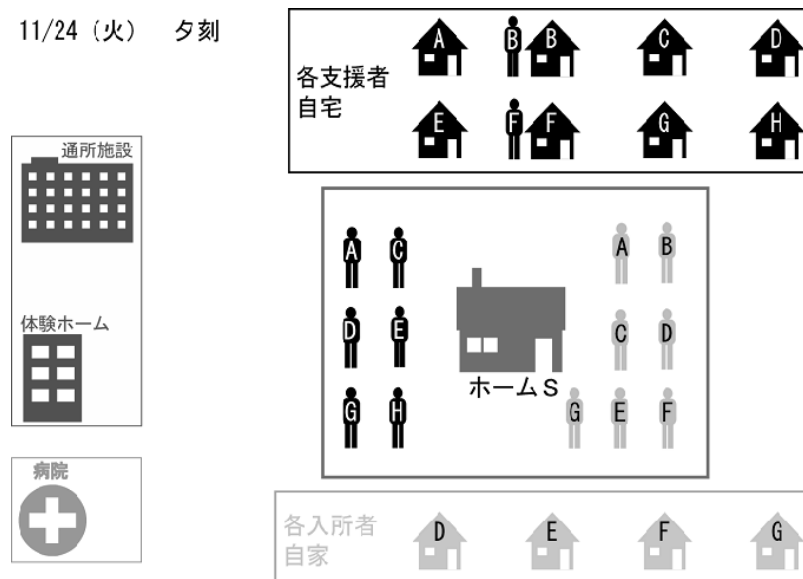 11/24（火）　夕刻
各支援者
自宅
A B B C D
E F F G H
通所施設
体験ホーム
病院
A C
D E
G H
ホームS
A B
C D
G E F
各入所者
自家
D E F G